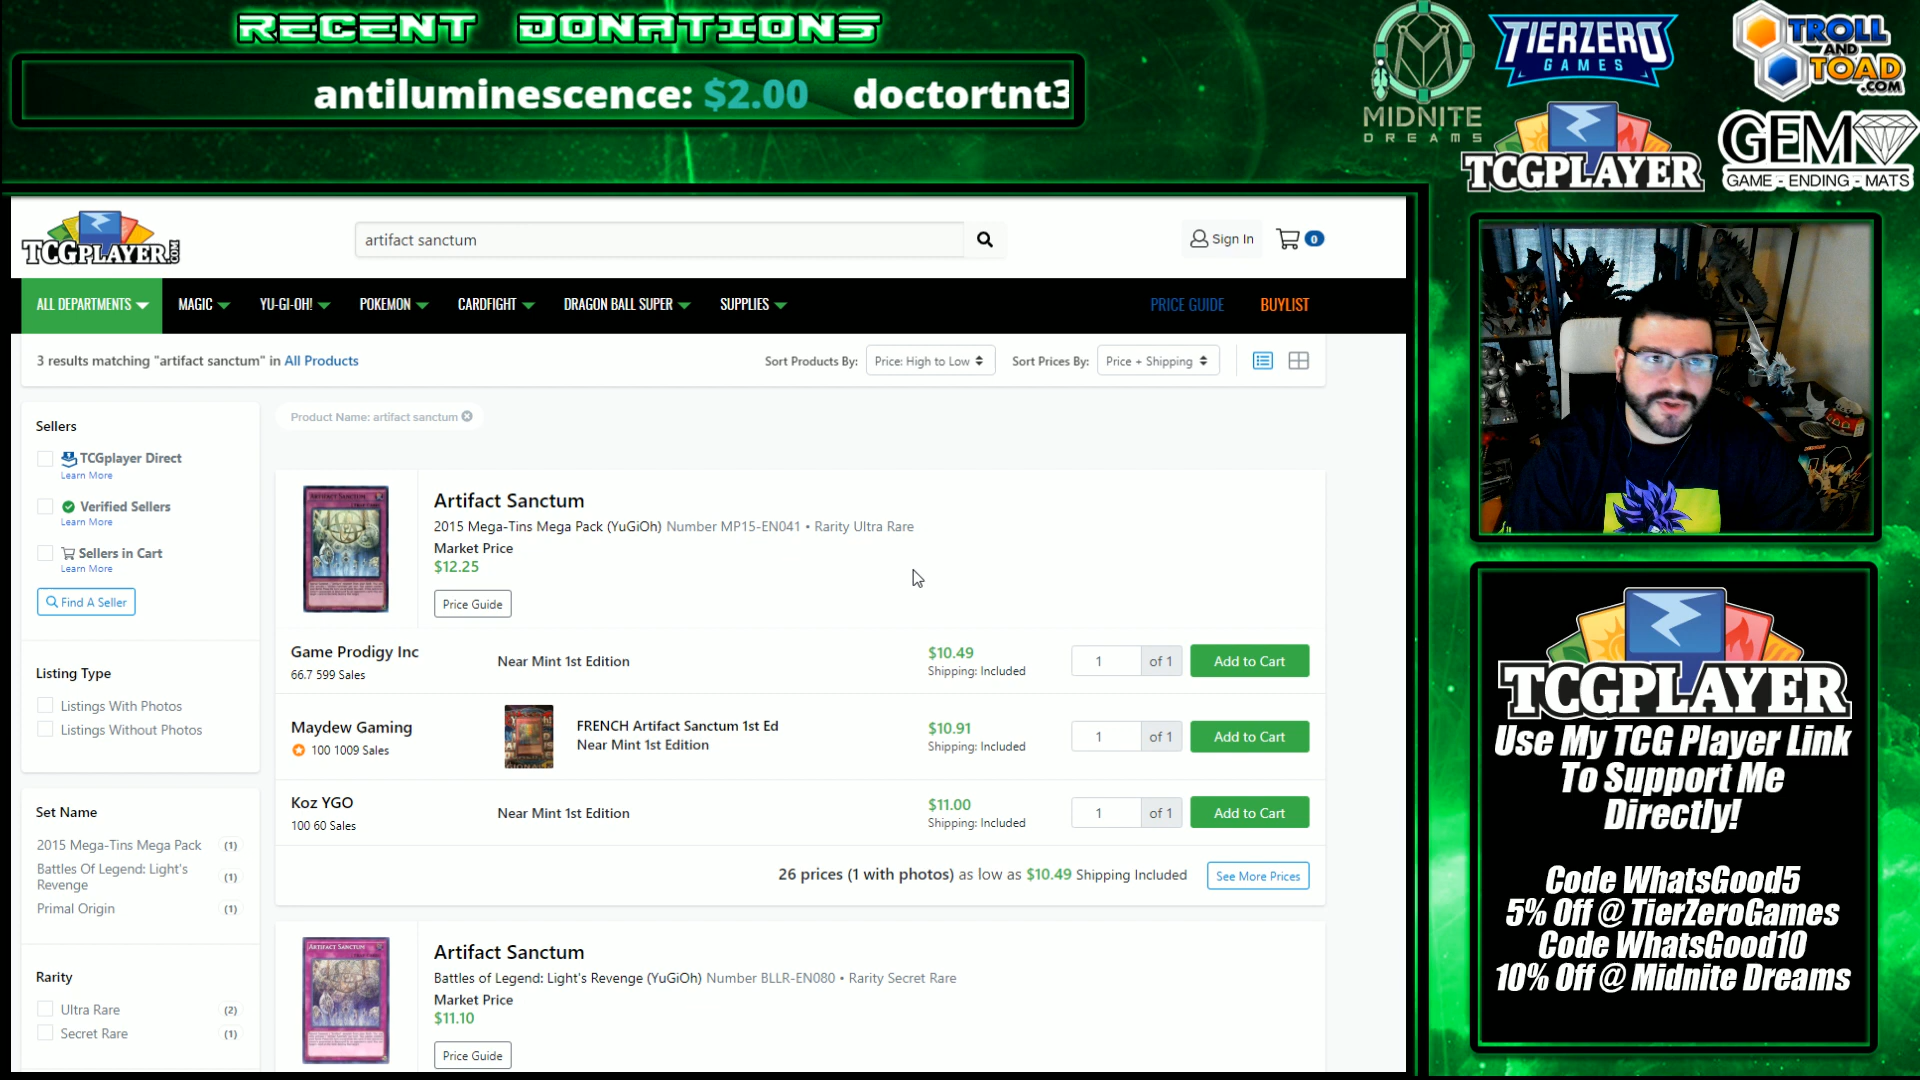 RECENT DONATIONS
antiluminescence: $2.00 doctortnt3
MIDNITE
DREAMS
TIERZERO
GAMES
TROLL
AND
TOAD
.COM
TCGPLAYER
GEM
GAME - ENDING - MATS
TCGPLAYER.COM
artifact sanctum
Sign In
0
ALL DEPARTMENTS
MAGIC
YU-GI-OH!
POKEMON
CARDFIGHT
DRAGON BALL SUPER
SUPPLIES
PRICE GUIDE
BUYLIST
3 results matching "artifact sanctum" in All Products
Sort Products By: Price: High to Low
Sort Prices By: Price + Shipping
Product Name: artifact sanctum
Sellers
TCGplayer Direct
Learn More
Verified Sellers
Learn More
Sellers in Cart
Learn More
Find A Seller
Listing Type
Listings With Photos
Listings Without Photos
Set Name
2015 Mega-Tins Mega Pack (1)
Battles Of Legend: Light's
Revenge (1)
Primal Origin (1)
Rarity
Ultra Rare (2)
Secret Rare (1)
ARTIFACT SANCTUM
Artifact Sanctum
2015 Mega-Tins Mega Pack (YuGiOh) Number MP15-EN041 • Rarity Ultra Rare
Market Price
$12.25
Price Guide
Game Prodigy Inc
66.7 599 Sales
Near Mint 1st Edition
$10.49
Shipping: Included
1 of 1
Add to Cart
Maydew Gaming
100 1009 Sales
FRENCH Artifact Sanctum 1st Ed
Near Mint 1st Edition
$10.91
Shipping: Included
1 of 1
Add to Cart
Koz YGO
100 60 Sales
Near Mint 1st Edition
$11.00
Shipping: Included
1 of 1
Add to Cart
26 prices (1 with photos) as low as $10.49 Shipping Included
See More Prices
ARTIFACT SANCTUM
Artifact Sanctum
Battles of Legend: Light's Revenge (YuGiOh) Number BLLR-EN080 • Rarity Secret Rare
Market Price
$11.10
Price Guide
TCGPLAYER
Use My TCG Player Link
To Support Me
Directly!
Code WhatsGood5
5% Off @ TierZeroGames
Code WhatsGood10
10% Off @ Midnite Dreams